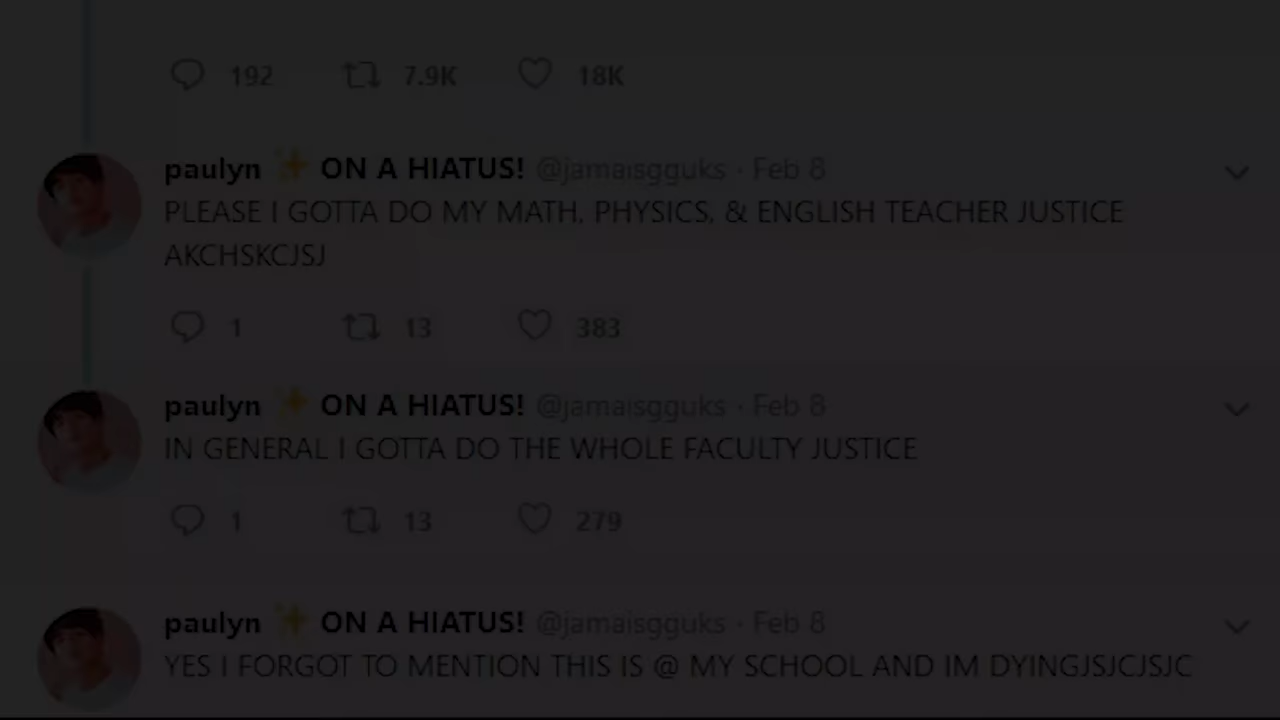 192 7.9K 18K
paulyn ✨ ON A HIATUS! @jamaisgguks · Feb 8
PLEASE I GOTTA DO MY MATH, PHYSICS, & ENGLISH TEACHER JUSTICE
AKCHSKCJSJ
1 13 383
paulyn ✨ ON A HIATUS! @jamaisgguks · Feb 8
IN GENERAL I GOTTA DO THE WHOLE FACULTY JUSTICE
1 13 279
paulyn ✨ ON A HIATUS! @jamaisgguks · Feb 8
YES I FORGOT TO MENTION THIS IS @ MY SCHOOL AND IM DYINGJSJCJSJC